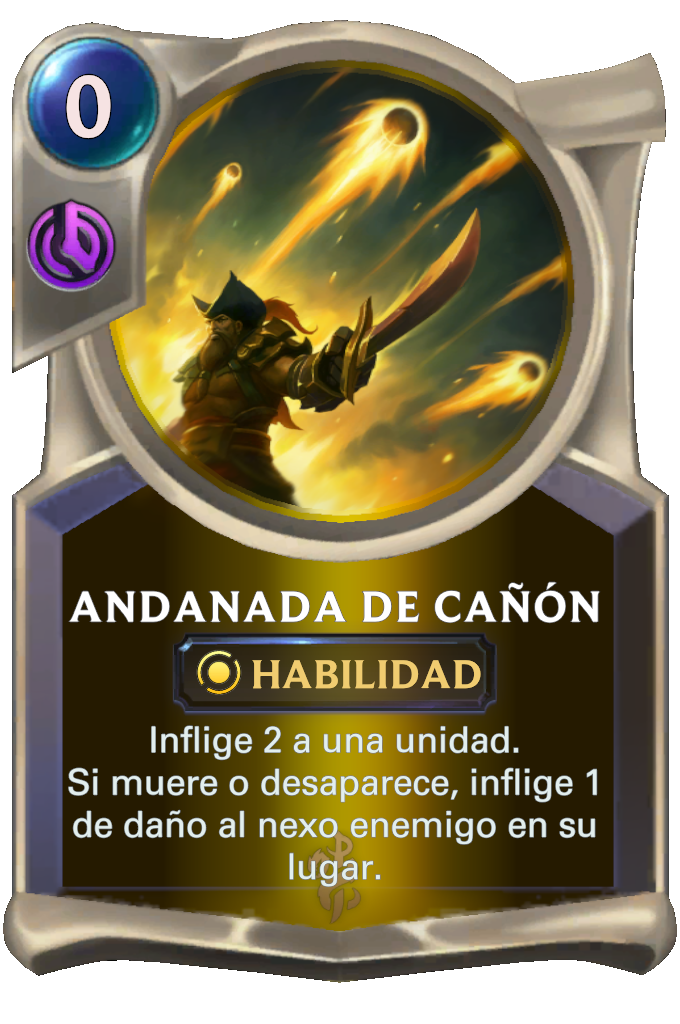 0
ANDANADA DE CAÑÓN
HABILIDAD
Inflige 2 a una unidad.
Si muere o desaparece, inflige 1
de daño al nexo enemigo en su
lugar.